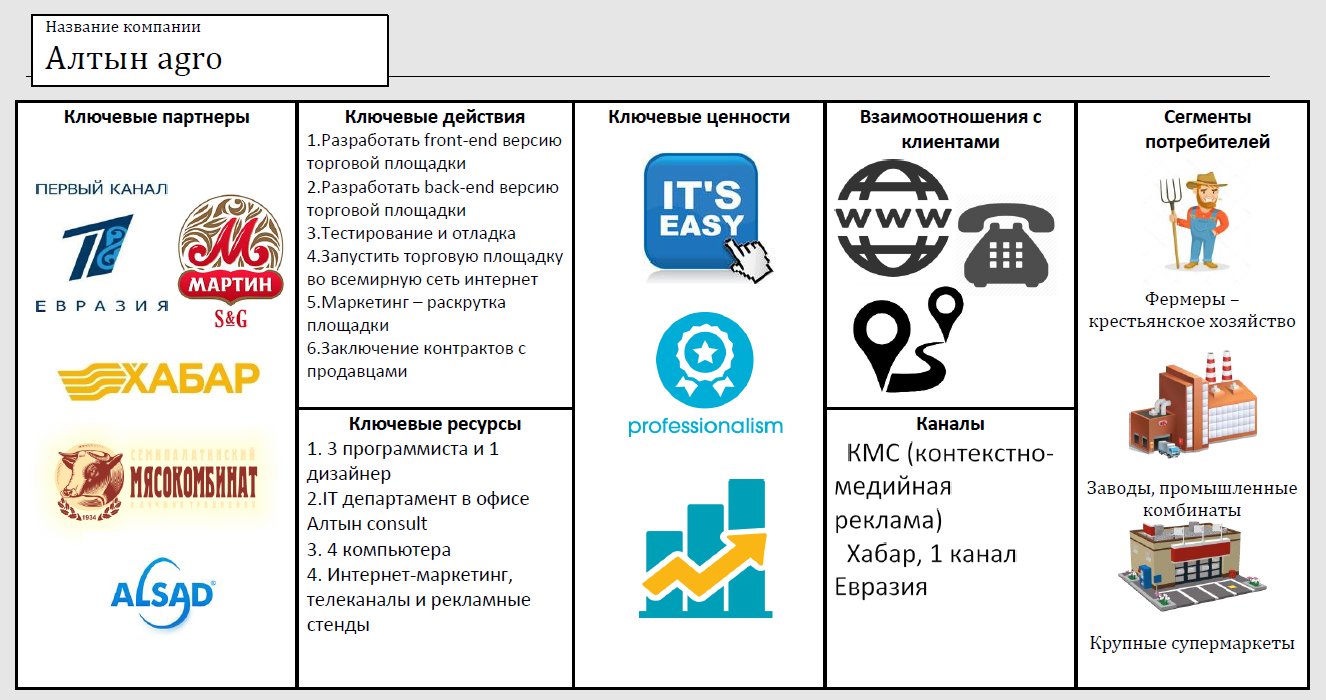 Название компании
Алтын agro
Ключевые партнеры
ПЕРВЫЙ КАНАЛ
ЕВРАЗИЯ
М
МАРТИН
S&G
ХАБАР
СЕМИПАЛАТИНСКИЙ
МЯСОКОМБИНАТ
1934
ALSAD
Ключевые действия
1.Разработать front-end версию
торговой площадки
2.Разработать back-end версию
торговой площадки
3.Тестирование и отладка
4.Запустить торговую площадку
во всемирную сеть интернет
5.Маркетинг – раскрутка
площадки
6.Заключение контрактов с
продавцами
Ключевые ресурсы
1. 3 программиста и 1
дизайнер
2.IT департамент в офисе
Алтын consult
3. 4 компьютера
4. Интернет-маркетинг,
телеканалы и рекламные
стенды
Ключевые ценности
IT'S
EASY
professionalism
Взаимоотношения с
клиентами
www
Каналы
КМС (контекстно-
медийная
реклама)
Хабар, 1 канал
Евразия
Сегменты
потребителей
Фермеры –
крестьянское хозяйство
Заводы, промышленные
комбинаты
Крупные супермаркеты